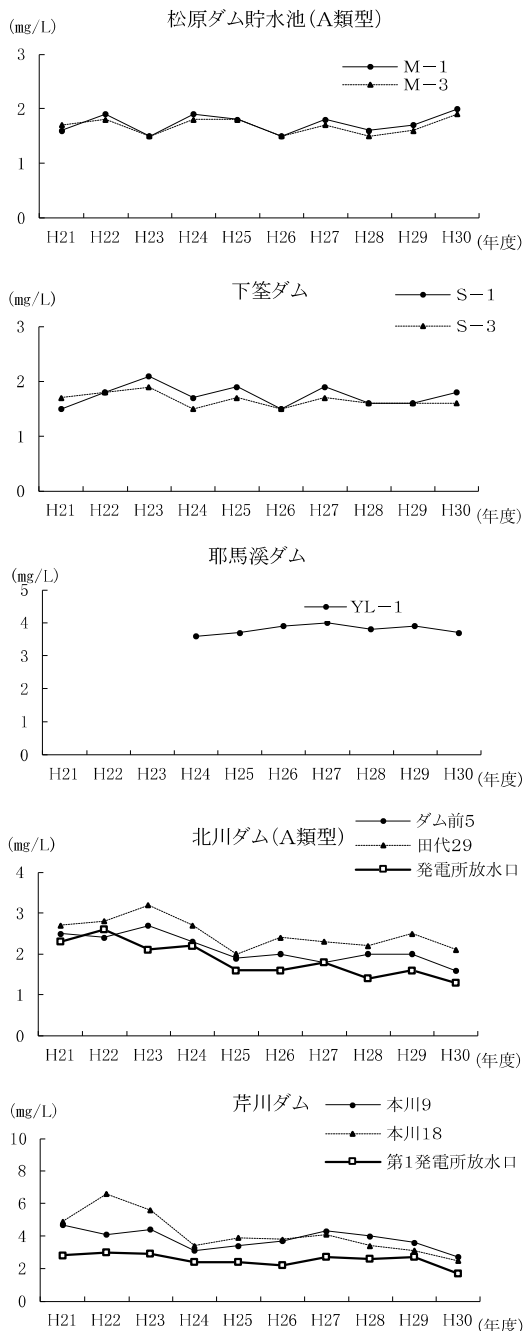 松原ダム貯水池(A類型)
(mg/L)
M－1
M－3
3
2
1
0
H21 H22 H23 H24 H25 H26 H27 H28 H29 H30 (年度)
下筌ダム
(mg/L)
S－1
S－3
3
2
1
0
H21 H22 H23 H24 H25 H26 H27 H28 H29 H30 (年度)
耶馬溪ダム
(mg/L)
YL－1
5
4
3
2
1
0
H21 H22 H23 H24 H25 H26 H27 H28 H29 H30 (年度)
北川ダム(A類型)
(mg/L)
ダム前5
田代29
発電所放水口
4
3
2
1
0
H21 H22 H23 H24 H25 H26 H27 H28 H29 H30 (年度)
芹川ダム
(mg/L)
本川9
本川18
第1発電所放水口
10
8
6
4
2
0
H21 H22 H23 H24 H25 H26 H27 H28 H29 H30 (年度)